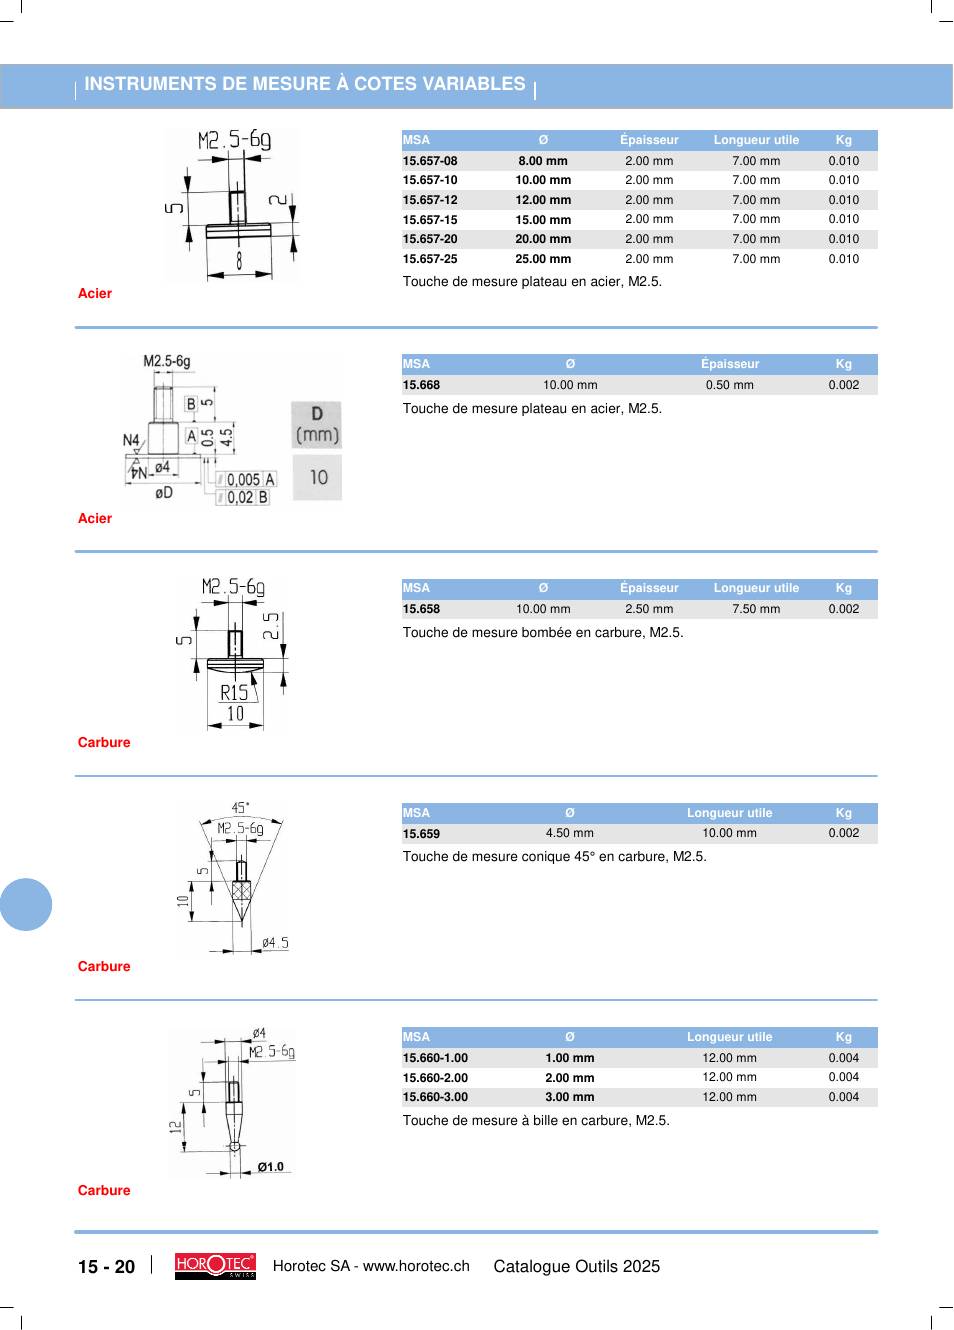 INSTRUMENTS DE MESURE À COTES VARIABLES
M2.5-6g
5
2
8
Acier
MSA Ø Épaisseur Longueur utile Kg
15.657-08 8.00 mm 2.00 mm 7.00 mm 0.010
15.657-10 10.00 mm 2.00 mm 7.00 mm 0.010
15.657-12 12.00 mm 2.00 mm 7.00 mm 0.010
15.657-15 15.00 mm 2.00 mm 7.00 mm 0.010
15.657-20 20.00 mm 2.00 mm 7.00 mm 0.010
15.657-25 25.00 mm 2.00 mm 7.00 mm 0.010
Touche de mesure plateau en acier, M2.5.
M2.5-6g
B 5
D
(mm)
N4 A 0.5 4.5
N4 ø4
10
øD
0,005 A
0,02 B
Acier
MSA Ø Épaisseur Kg
15.668 10.00 mm 0.50 mm 0.002
Touche de mesure plateau en acier, M2.5.
M2.5-6g
5
2.5
R15
10
Carbure
MSA Ø Épaisseur Longueur utile Kg
15.658 10.00 mm 2.50 mm 7.50 mm 0.002
Touche de mesure bombée en carbure, M2.5.
45°
M2.5-6g
5
10
ø4.5
Carbure
MSA Ø Longueur utile Kg
15.659 4.50 mm 10.00 mm 0.002
Touche de mesure conique 45° en carbure, M2.5.
ø4
M2.5-6g
5
12
Ø1.0
Carbure
MSA Ø Longueur utile Kg
15.660-1.00 1.00 mm 12.00 mm 0.004
15.660-2.00 2.00 mm 12.00 mm 0.004
15.660-3.00 3.00 mm 12.00 mm 0.004
Touche de mesure à bille en carbure, M2.5.
15 - 20
HOROTEC®
SWISS
Horotec SA - www.horotec.ch Catalogue Outils 2025